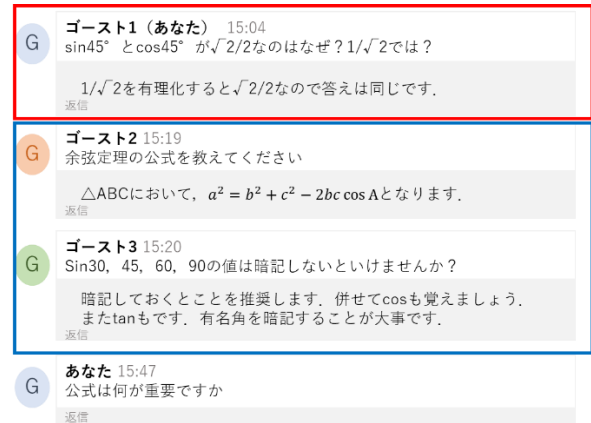 G
ゴースト1（あなた） 15:04
sin45°とcos45°が√2/2なのはなぜ？1/√2では？
1/√2を有理化すると√2/2なので答えは同じです．
返信
G
ゴースト2 15:19
余弦定理の公式を教えてください
△ABCにおいて，a² = b² + c² − 2bc cos Aとなります．
返信
G
ゴースト3 15:20
Sin30，45，60，90の値は暗記しないといけませんか？
暗記しておくとことを推奨します．併せてcosも覚えましょう．
またtanもです．有名角を暗記することが大事です．
返信
G
あなた 15:47
公式は何が重要ですか
返信